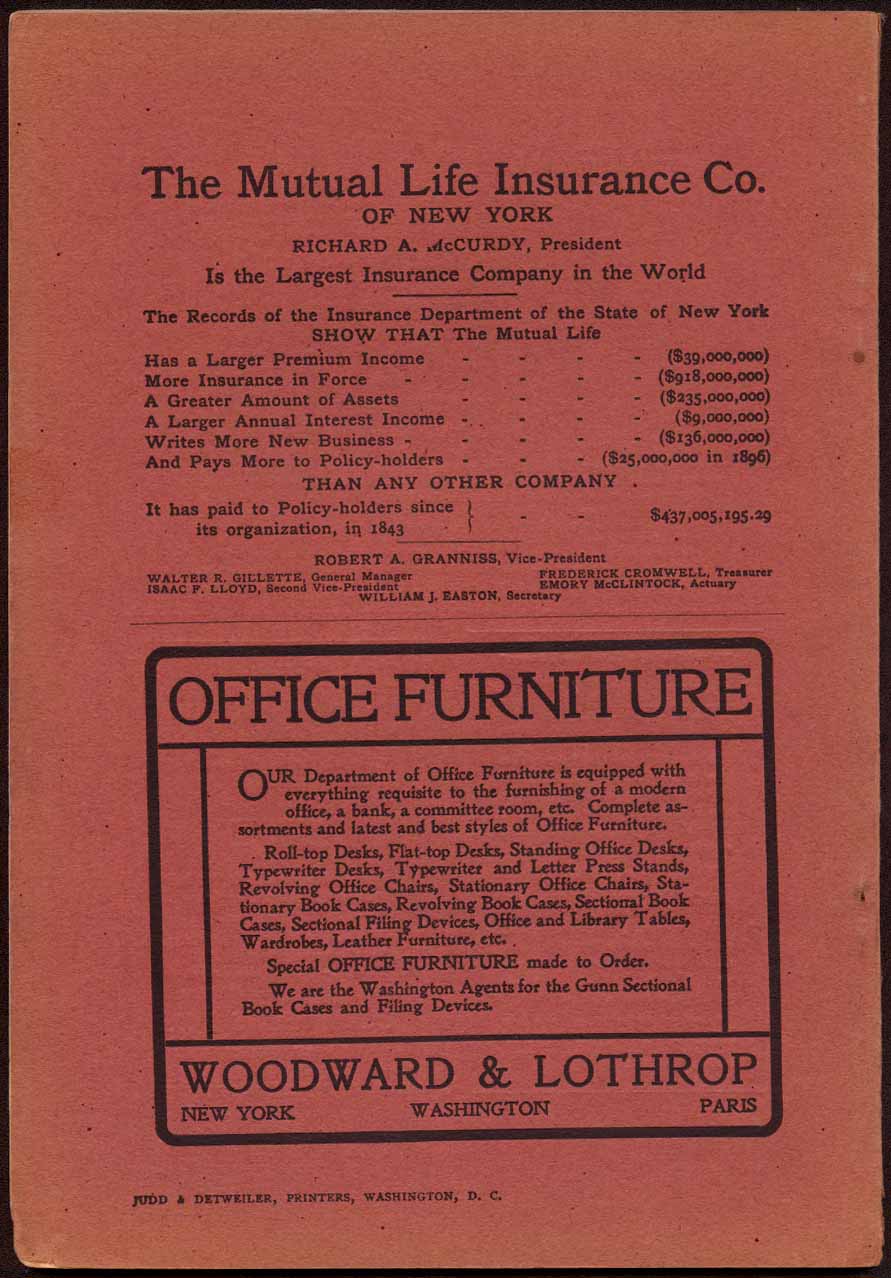 The Mutual Life Insurance Co.
OF NEW YORK
RICHARD A. McCURDY, President
Is the Largest Insurance Company in the World
The Records of the Insurance Department of the State of New York
SHOW THAT The Mutual Life
Has a Larger Premium Income - - - - ($39,000,000)
More Insurance in Force - - - - - ($918,000,000)
A Greater Amount of Assets - - - - ($235,000,000)
A Larger Annual Interest Income - - - - ($9,000,000)
Writes More New Business - - - - - ($136,000,000)
And Pays More to Policy-holders - - - ($25,000,000 in 1896)
THAN ANY OTHER COMPANY
It has paid to Policy-holders since
its organization, in 1843 } - - $437,005,195.29
ROBERT A. GRANNISS, Vice-President
WALTER R. GILLETTE, General Manager FREDERICK CROMWELL, Treasurer
ISAAC F. LLOYD, Second Vice-President EMORY McCLINTOCK, Actuary
WILLIAM J. EASTON, Secretary
OFFICE FURNITURE
OUR Department of Office Furniture is equipped with
everything requisite to the furnishing of a modern
office, a bank, a committee room, etc. Complete as-
sortments and latest and best styles of Office Furniture.
Roll-top Desks, Flat-top Desks, Standing Office Desks,
Typewriter Desks, Typewriter and Letter Press Stands,
Revolving Office Chairs, Stationary Office Chairs, Sta-
tionary Book Cases, Revolving Book Cases, Sectional Book
Cases, Sectional Filing Devices, Office and Library Tables,
Wardrobes, Leather Furniture, etc.
Special OFFICE FURNITURE made to Order.
We are the Washington Agents for the Gunn Sectional
Book Cases and Filing Devices.
WOODWARD & LOTHROP
NEW YORK WASHINGTON PARIS
JUDD & DETWEILER, PRINTERS, WASHINGTON, D. C.